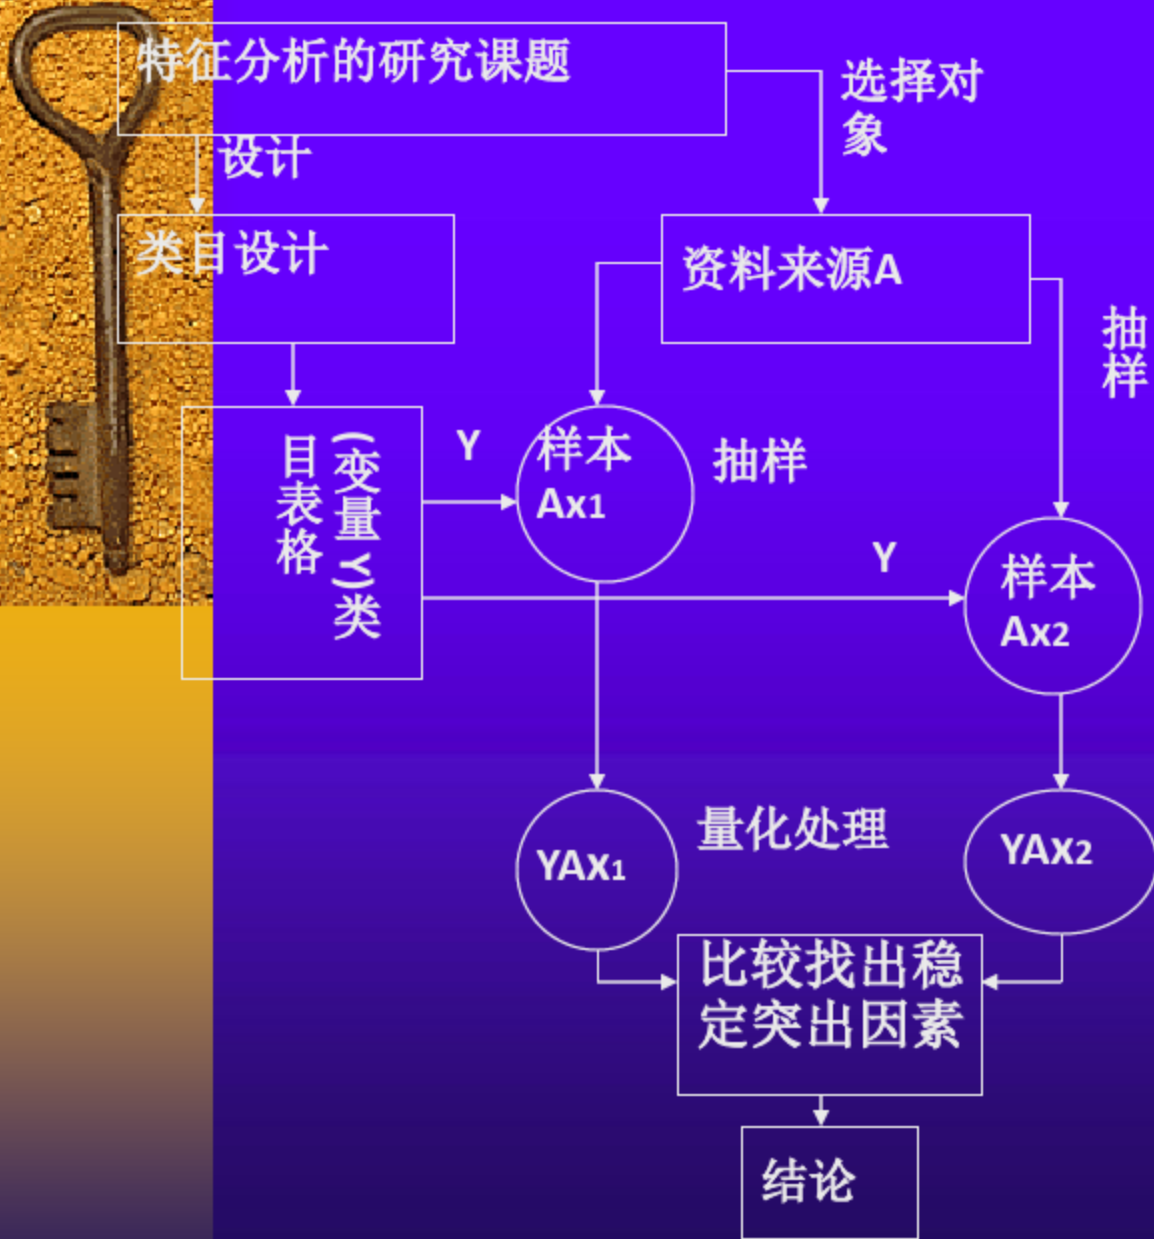 特征分析的研究课题
选择对
象
设计
类目设计
资料来源A
抽样
(变量 Y)类
目表格
Y
样本
Ax1
抽样
Y
样本
Ax2
YAx1
量化处理
YAx2
比较找出稳
定突出因素
结论